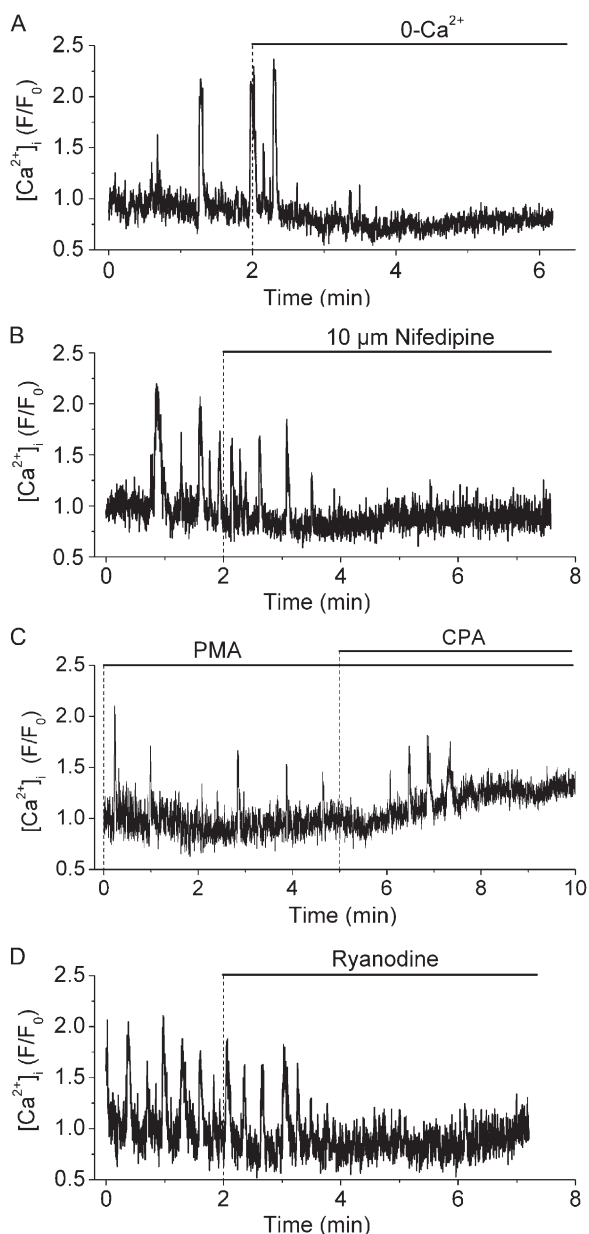 A
0-Ca²⁺
2.5
2.0
1.5
1.0
0.5
[Ca²⁺]ᵢ (F/F₀)
0 2 4 6
Time (min)
B
10 µm Nifedipine
2.5
2.0
1.5
1.0
0.5
[Ca²⁺]ᵢ (F/F₀)
0 2 4 6 8
Time (min)
C
PMA CPA
2.5
2.0
1.5
1.0
0.5
[Ca²⁺]ᵢ (F/F₀)
0 2 4 6 8 10
Time (min)
D
Ryanodine
2.5
2.0
1.5
1.0
0.5
[Ca²⁺]ᵢ (F/F₀)
0 2 4 6 8
Time (min)